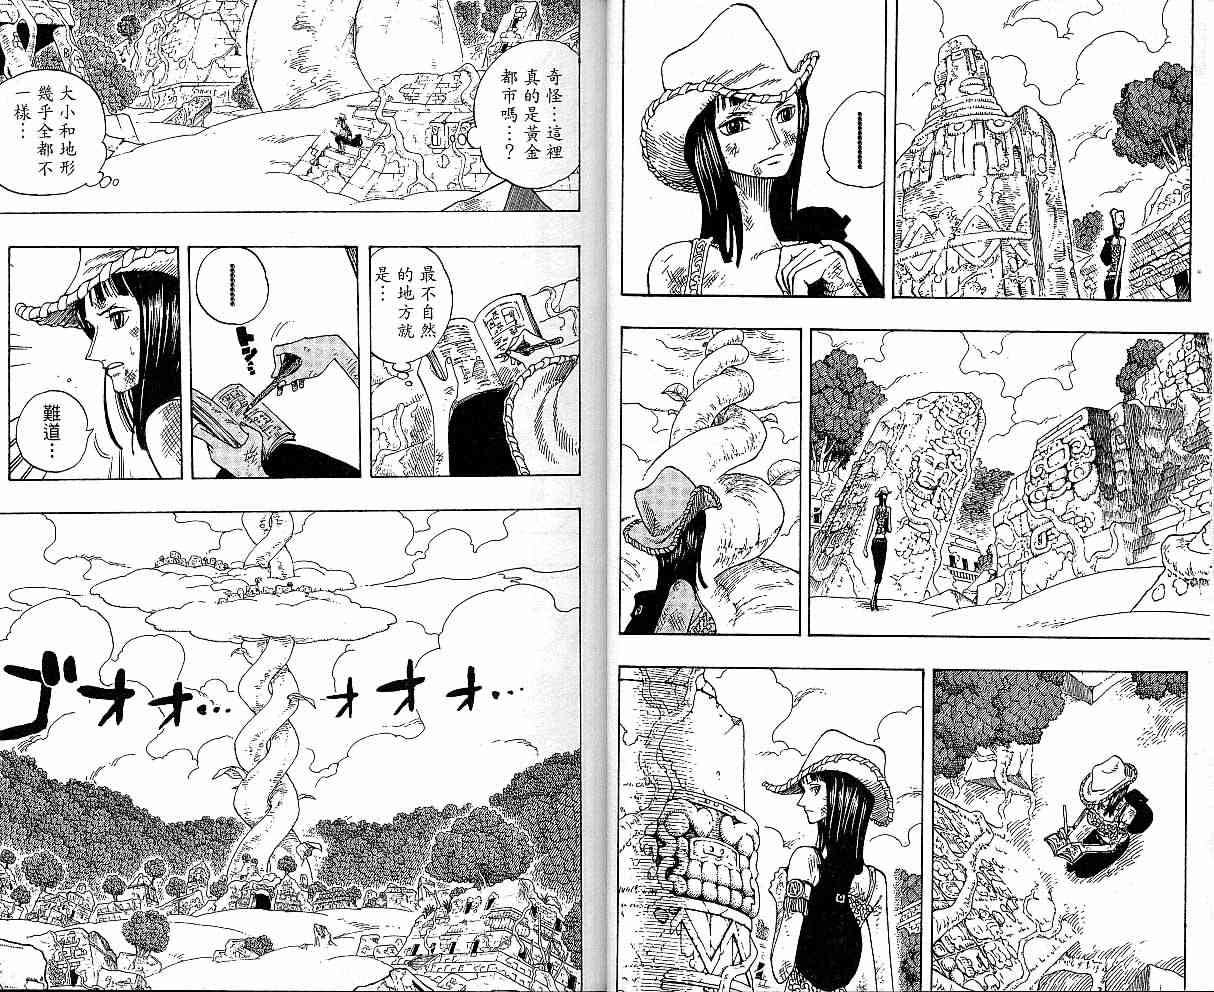 …………
奇怪…這裡
真的是黃金
都市嗎…?
大小和地形
幾乎全都不
一樣…
最不自然
的地方就
是…
…………
トン…
難道…
ゴオオ…ォオォ…